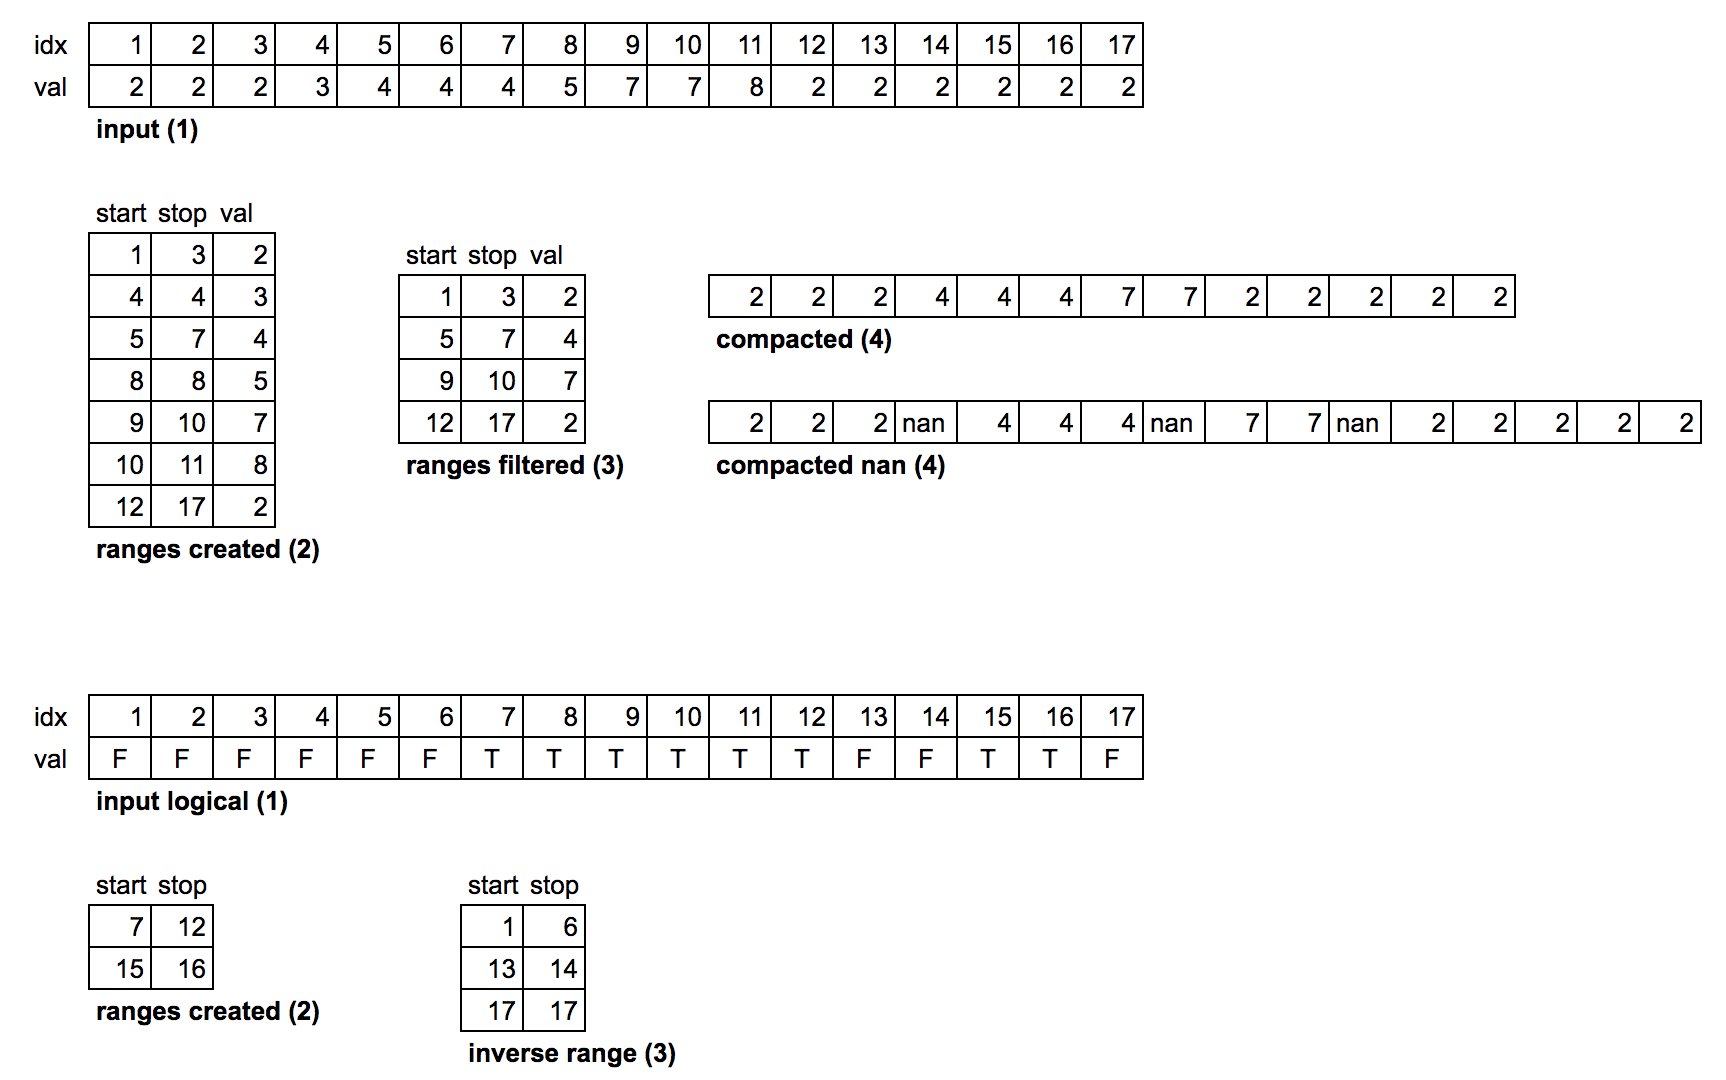 idx 1 2 3 4 5 6 7 8 9 10 11 12 13 14 15 16 17
val 2 2 2 3 4 4 4 5 7 7 8 2 2 2 2 2 2
input (1)
start stop val
1 3 2
4 4 3
5 7 4
8 8 5
9 10 7
10 11 8
12 17 2
ranges created (2)
start stop val
1 3 2
5 7 4
9 10 7
12 17 2
ranges filtered (3)
2 2 2 4 4 4 7 7 2 2 2 2 2
compacted (4)
2 2 2 nan 4 4 4 nan 7 7 nan 2 2 2 2 2
compacted nan (4)
idx 1 2 3 4 5 6 7 8 9 10 11 12 13 14 15 16 17
val F F F F F F T T T T T T F F T T F
input logical (1)
start stop
7 12
15 16
ranges created (2)
start stop
1 6
13 14
17 17
inverse range (3)